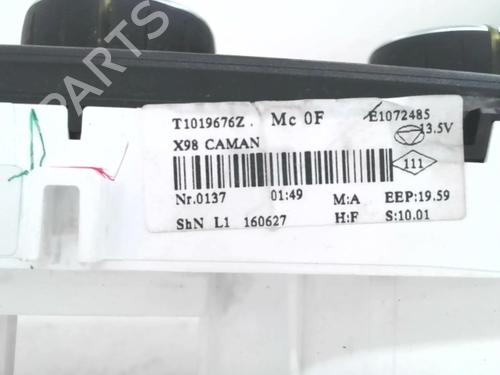 B-PARTS
T1019676Z. Mc 0F E1072485
13.5V
X98 CAMAN
111
Nr.0137 01:49 M:A EEP:19.59
ShN L1 160627 H:F S:10.01